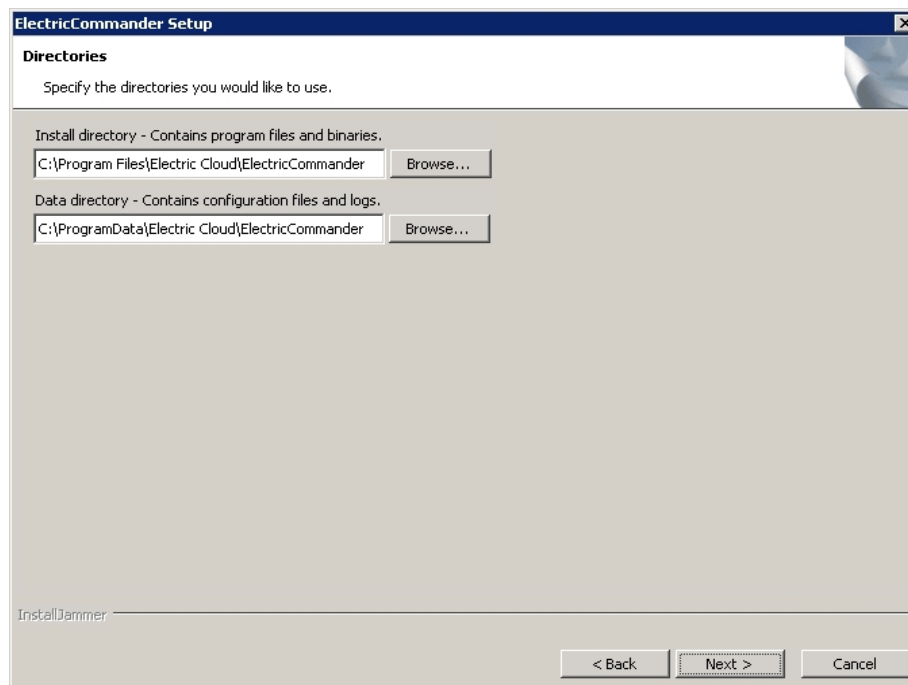 ElectricCommander Setup
Directories
Specify the directories you would like to use.
Install directory - Contains program files and binaries.
C:\Program Files\Electric Cloud\ElectricCommander Browse...
Data directory - Contains configuration files and logs.
C:\ProgramData\Electric Cloud\ElectricCommander Browse...
InstallJammer
< Back Next > Cancel